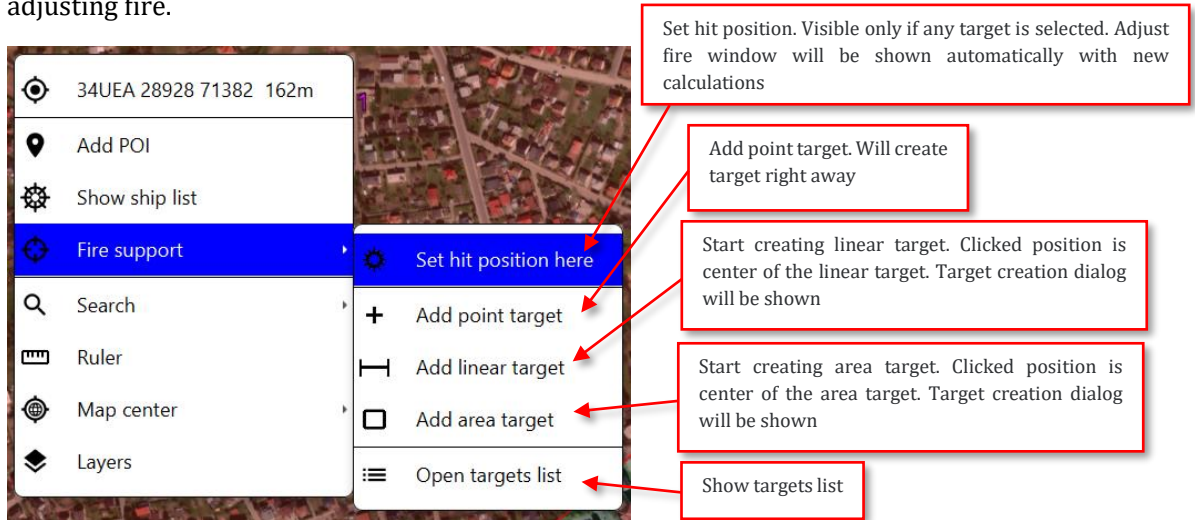 adjusting fire.
34UEA 28928 71382 162m
Add POI
Show ship list
Fire support
Search
Ruler
Map center
Layers
Set hit position here
Add point target
Add linear target
Add area target
Open targets list
Set hit position. Visible only if any target is selected. Adjust
fire window will be shown automatically with new
calculations
Add point target. Will create
target right away
Start creating linear target. Clicked position is
center of the linear target. Target creation dialog
will be shown
Start creating area target. Clicked position is
center of the area target. Target creation dialog
will be shown
Show targets list